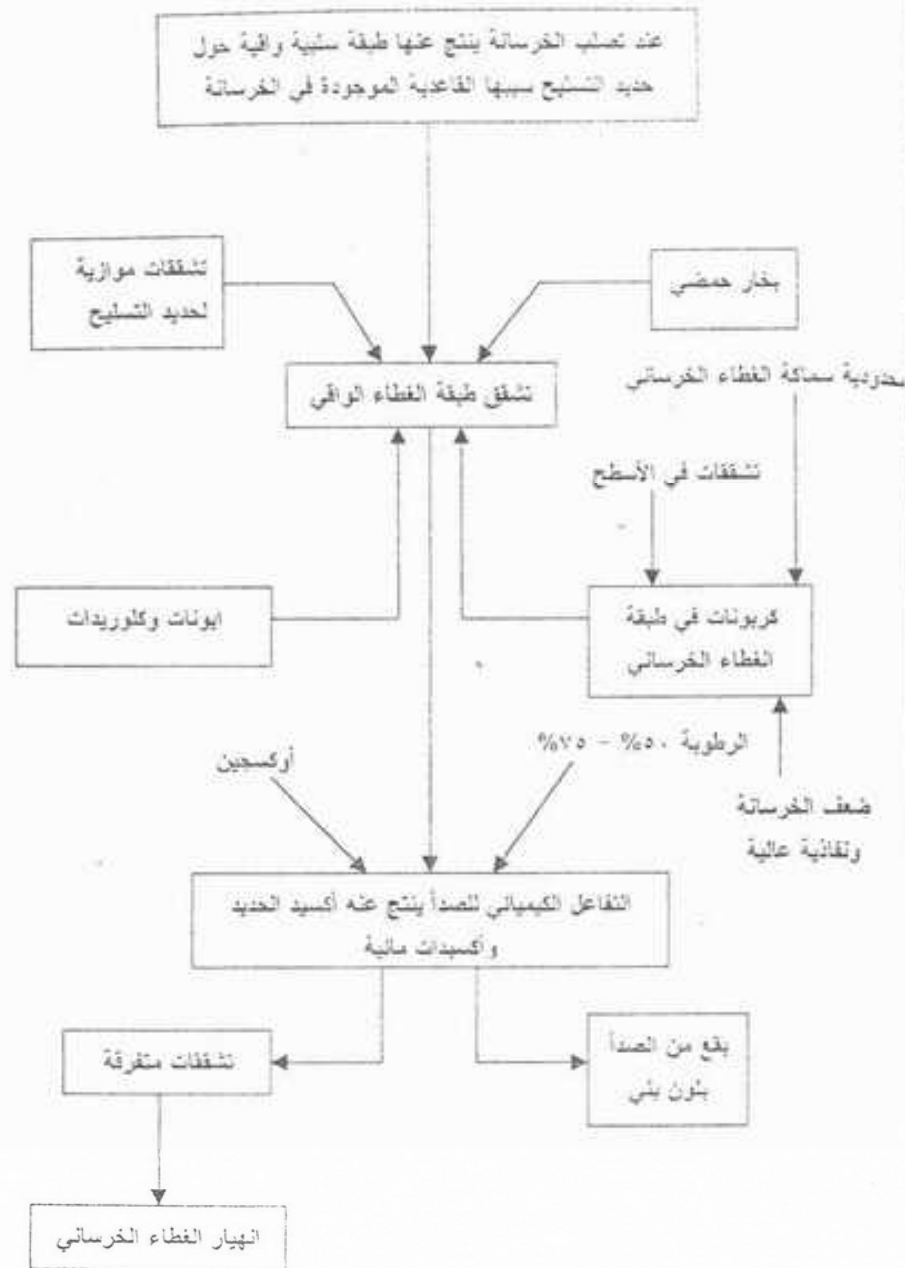 عند تصلب الخرسانة ينتج عنها طبقة سلبية واقية حول
حديد التسليح سببها القاعدية الموجودة في الخرسانة
تشققات موازية
لحديد التسليح
بخار حمضي
تشقق طبقة الغطاء الواقي
محدودية سماكة الغطاء الخرساني
تشققات في الأسطح
ايونات وكلوريدات
كربونات في طبقة
الغطاء الخرساني
الرطوبة ٥٠% - ٧٥%
أوكسجين
ضعف الخرسانة
ونفاذية عالية
التفاعل الكيميائي للصدأ ينتج عنه أكسيد الحديد
وأكسيدات مائية
بقع من الصدأ
بلون بني
تشققات متفرقة
انهيار الغطاء الخرساني